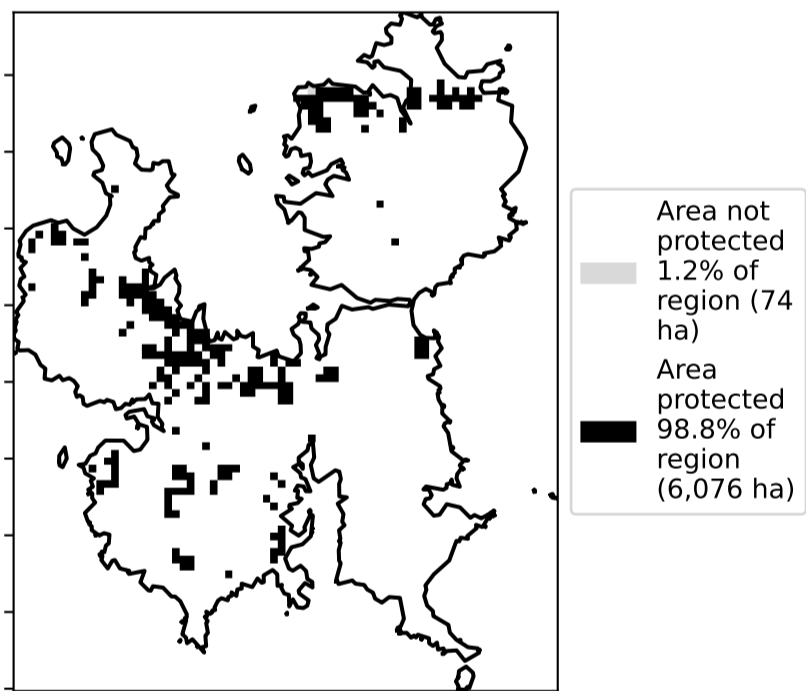 Area not
protected
1.2% of
region (74
ha)
Area
protected
98.8% of
region
(6,076 ha)